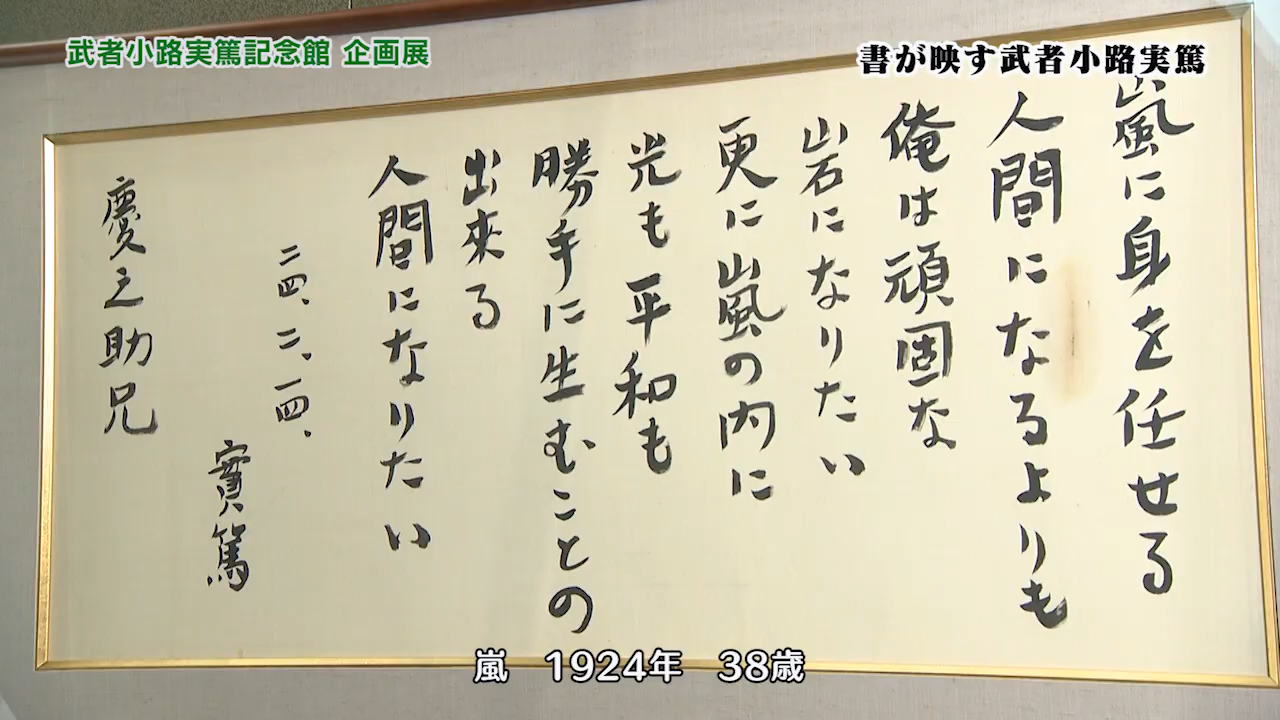 武者小路実篤記念館 企画展
書が映す武者小路実篤
嵐に身を任せる
人間になるよりも
俺は頑固な
岩になりたい
更に嵐の内に
光も平和も
勝手に生むことの
出來る
人間になりたい
二四、二、一四、
實篤
慶之助兄
嵐 1924年 38歳